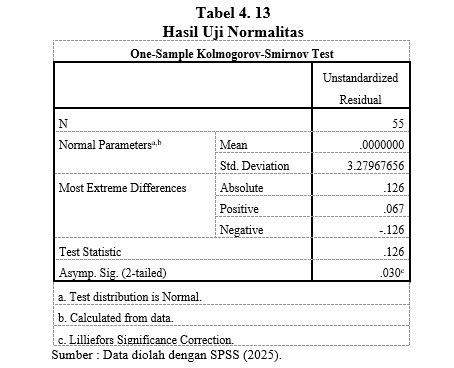 Tabel 4. 13
Hasil Uji Normalitas
One-Sample Kolmogorov-Smirnov Test
Unstandardized
Residual
N 55
Normal Parametersa,b Mean .0000000
Std. Deviation 3.27967656
Most Extreme Differences Absolute .126
Positive .067
Negative -.126
Test Statistic .126
Asymp. Sig. (2-tailed) .030c
a. Test distribution is Normal.
b. Calculated from data.
c. Lilliefors Significance Correction.
Sumber : Data diolah dengan SPSS (2025).